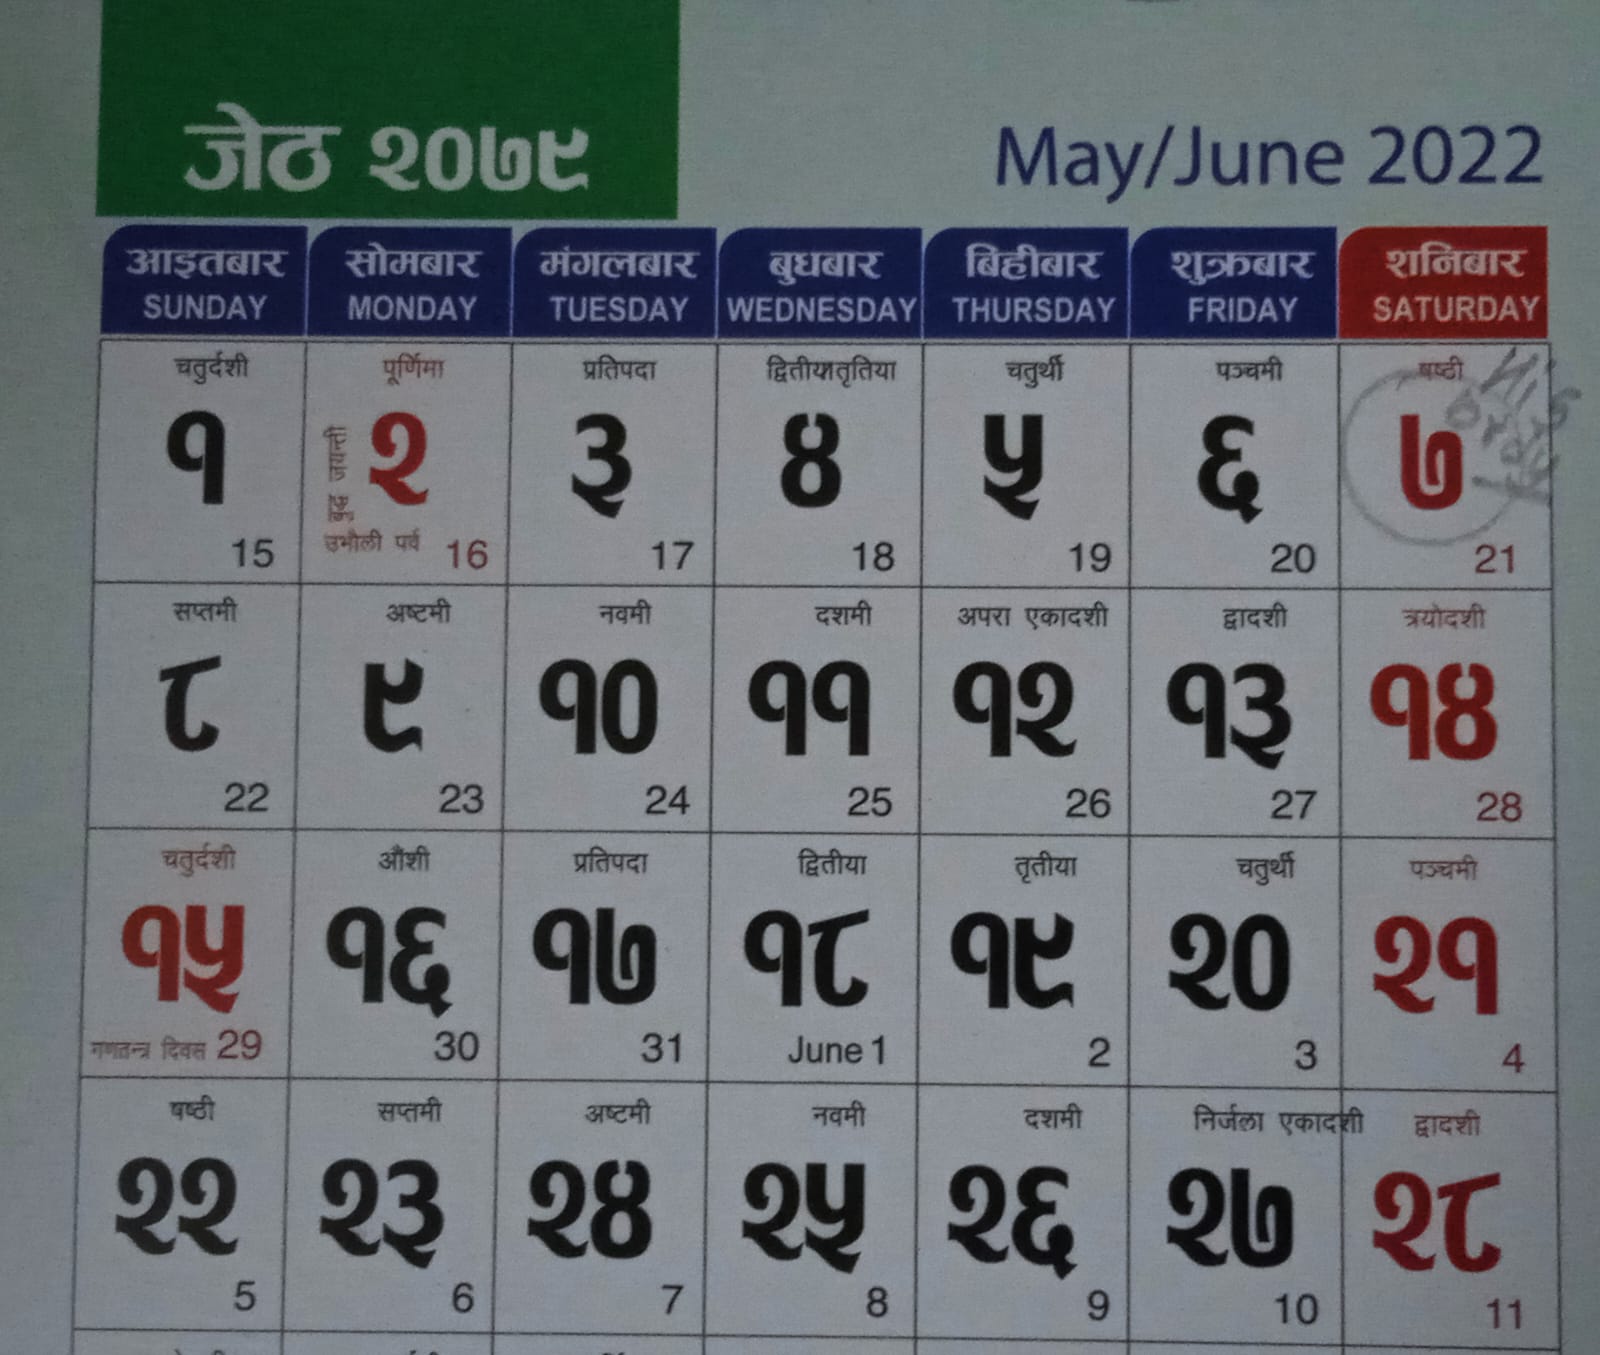 जेठ २०७९
May/June 2022
आइतबार सोमबार मंगलबार बुधबार बिहीबार शुक्रबार शनिबार
SUNDAY MONDAY TUESDAY WEDNESDAY THURSDAY FRIDAY SATURDAY
चतुर्दशी पूर्णिमा प्रतिपदा द्वितीया तृतिया चतुर्थी पञ्चमी षष्ठी
१ २ ३ ४ ५ ६ ७
जयन्ती
उभौली पर्व
15 16 17 18 19 20 21
सप्तमी अष्टमी नवमी दशमी अपरा एकादशी द्वादशी त्रयोदशी
८ ९ १० ११ १२ १३ १४
22 23 24 25 26 27 28
चतुर्दशी औंशी प्रतिपदा द्वितीया तृतीया चतुर्थी पञ्चमी
१५ १६ १७ १८ १९ २० २१
गणतन्त्र दिवस 29 30 31 June 1 2 3 4
षष्ठी सप्तमी अष्टमी नवमी दशमी निर्जला एकादशी द्वादशी
२२ २३ २४ २५ २६ २७ २८
5 6 7 8 9 10 11